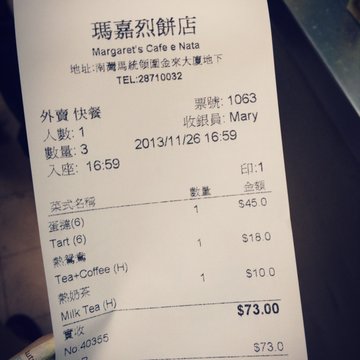 瑪嘉烈餅店
Margaret's Cafe e Nata
地址:南灣馬統領圍金來大廈地下
TEL:28710032
外賣 快餐 票號: 1063
人數: 1 收銀員: Mary
數量: 3 2013/11/26 16:59
入座: 16:59 印:1
菜式名稱 數量 金額
蛋撻(6) 1 $45.0
Tart (6)
熱鴛鴦 1 $18.0
Tea+Coffee (H)
熱奶茶 1 $10.0
Milk Tea (H)
實收 $73.00
No:40355
$73.0